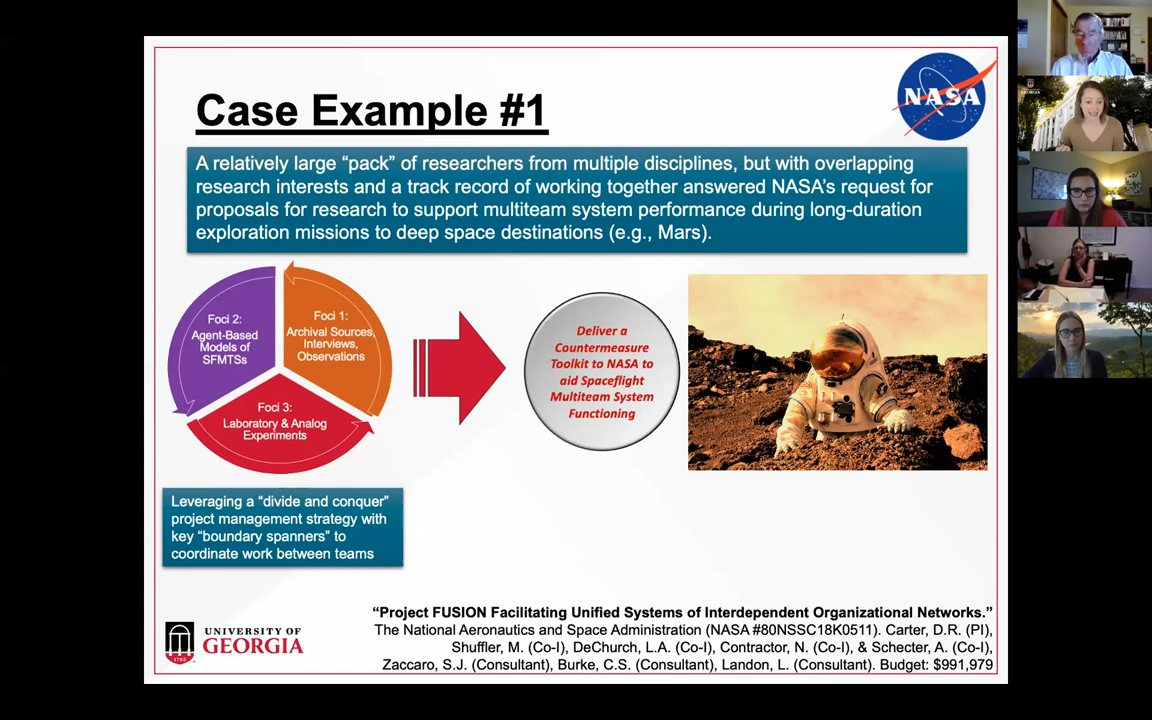 NASA
Case Example #1
A relatively large “pack” of researchers from multiple disciplines, but with overlapping
research interests and a track record of working together answered NASA’s request for
proposals for research to support multiteam system performance during long-duration
exploration missions to deep space destinations (e.g., Mars).
Foci 2:
Agent-Based
Models of
SFMTSs
Foci 1:
Archival Sources,
Interviews,
Observations
Foci 3:
Laboratory & Analog
Experiments
Deliver a
Countermeasure
Toolkit to NASA to
aid Spaceflight
Multiteam System
Functioning
Leveraging a “divide and conquer”
project management strategy with
key “boundary spanners” to
coordinate work between teams
“Project FUSION Facilitating Unified Systems of Interdependent Organizational Networks.”
The National Aeronautics and Space Administration (NASA #80NSSC18K0511). Carter, D.R. (PI),
Shuffler, M. (Co-I), DeChurch, L.A. (Co-I), Contractor, N. (Co-I), & Schecter, A. (Co-I),
Zaccaro, S.J. (Consultant), Burke, C.S. (Consultant), Landon, L. (Consultant). Budget: $991,979
1785
UNIVERSITY OF
GEORGIA
GEORGIA